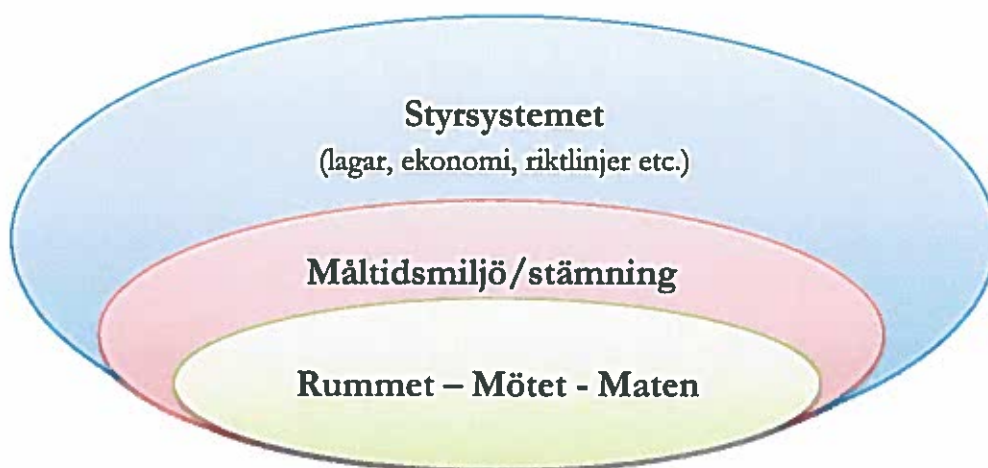 Styrsystemet
(lagar, ekonomi, riktlinjer etc.)
Måltidsmiljö/stämning
Rummet – Mötet - Maten